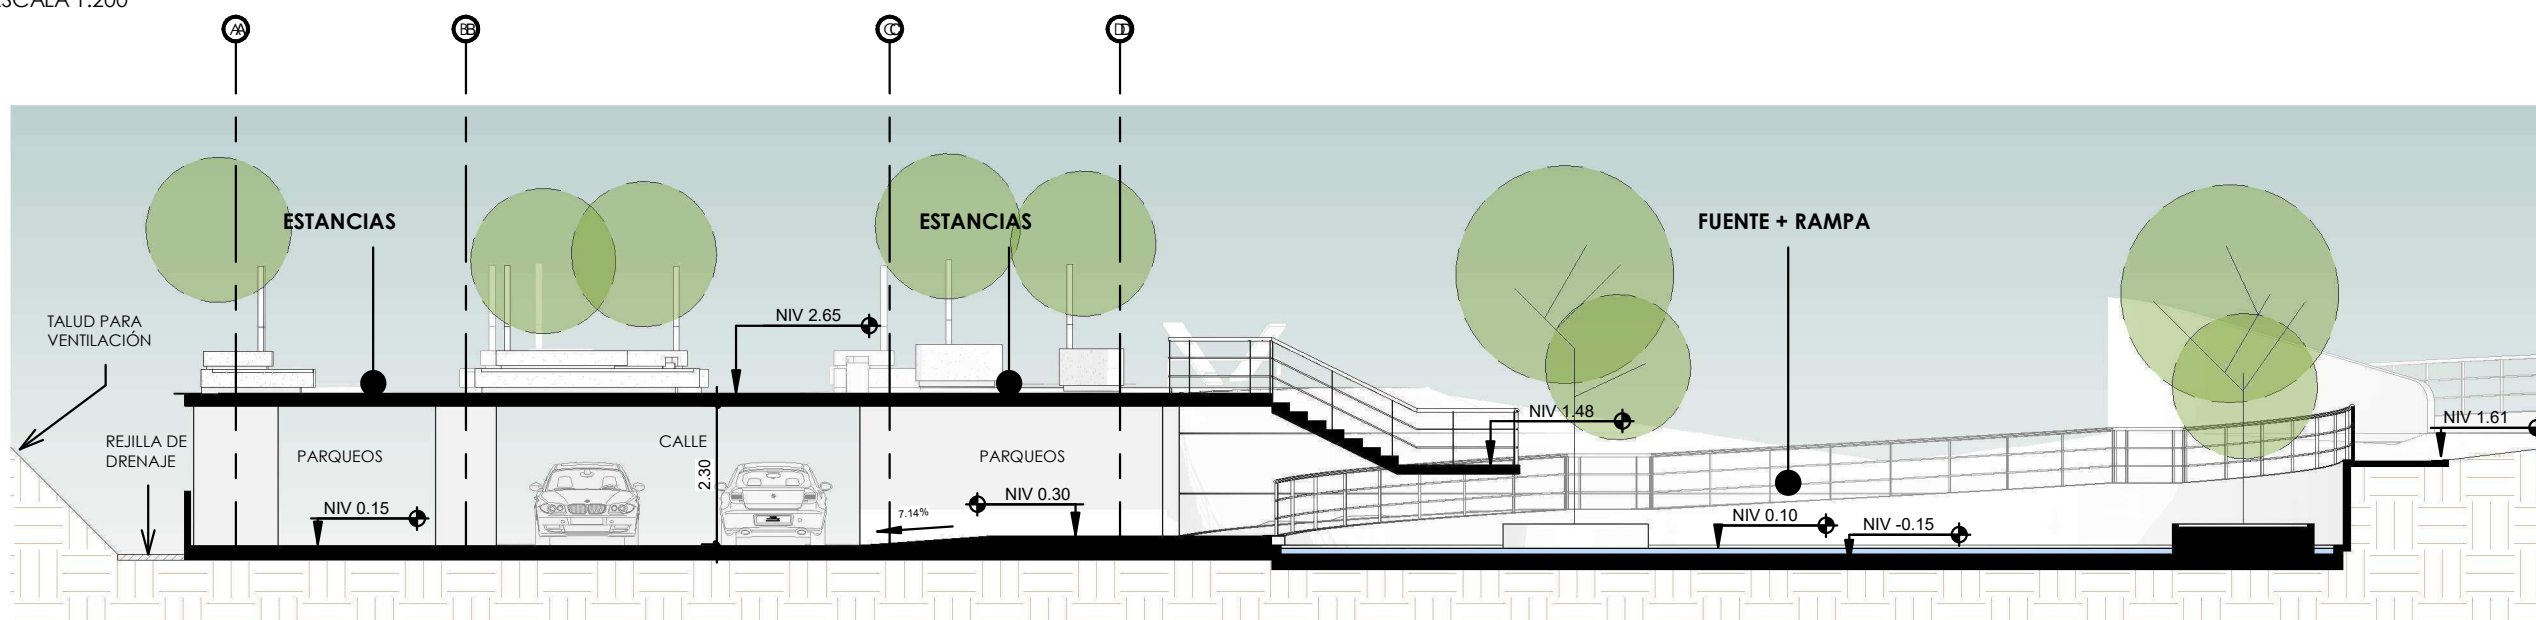 ESCALA 1:200
AA
BB
CC
DD
ESTANCIAS
ESTANCIAS
FUENTE + RAMPA
TALUD PARA
VENTILACIÓN
NIV 2.65
NIV 1.48
NIV 1.61
REJILLA DE
DRENAJE
PARQUEOS
CALLE
2.30
PARQUEOS
NIV 0.15
7.14%
NIV 0.30
NIV 0.10
NIV -0.15